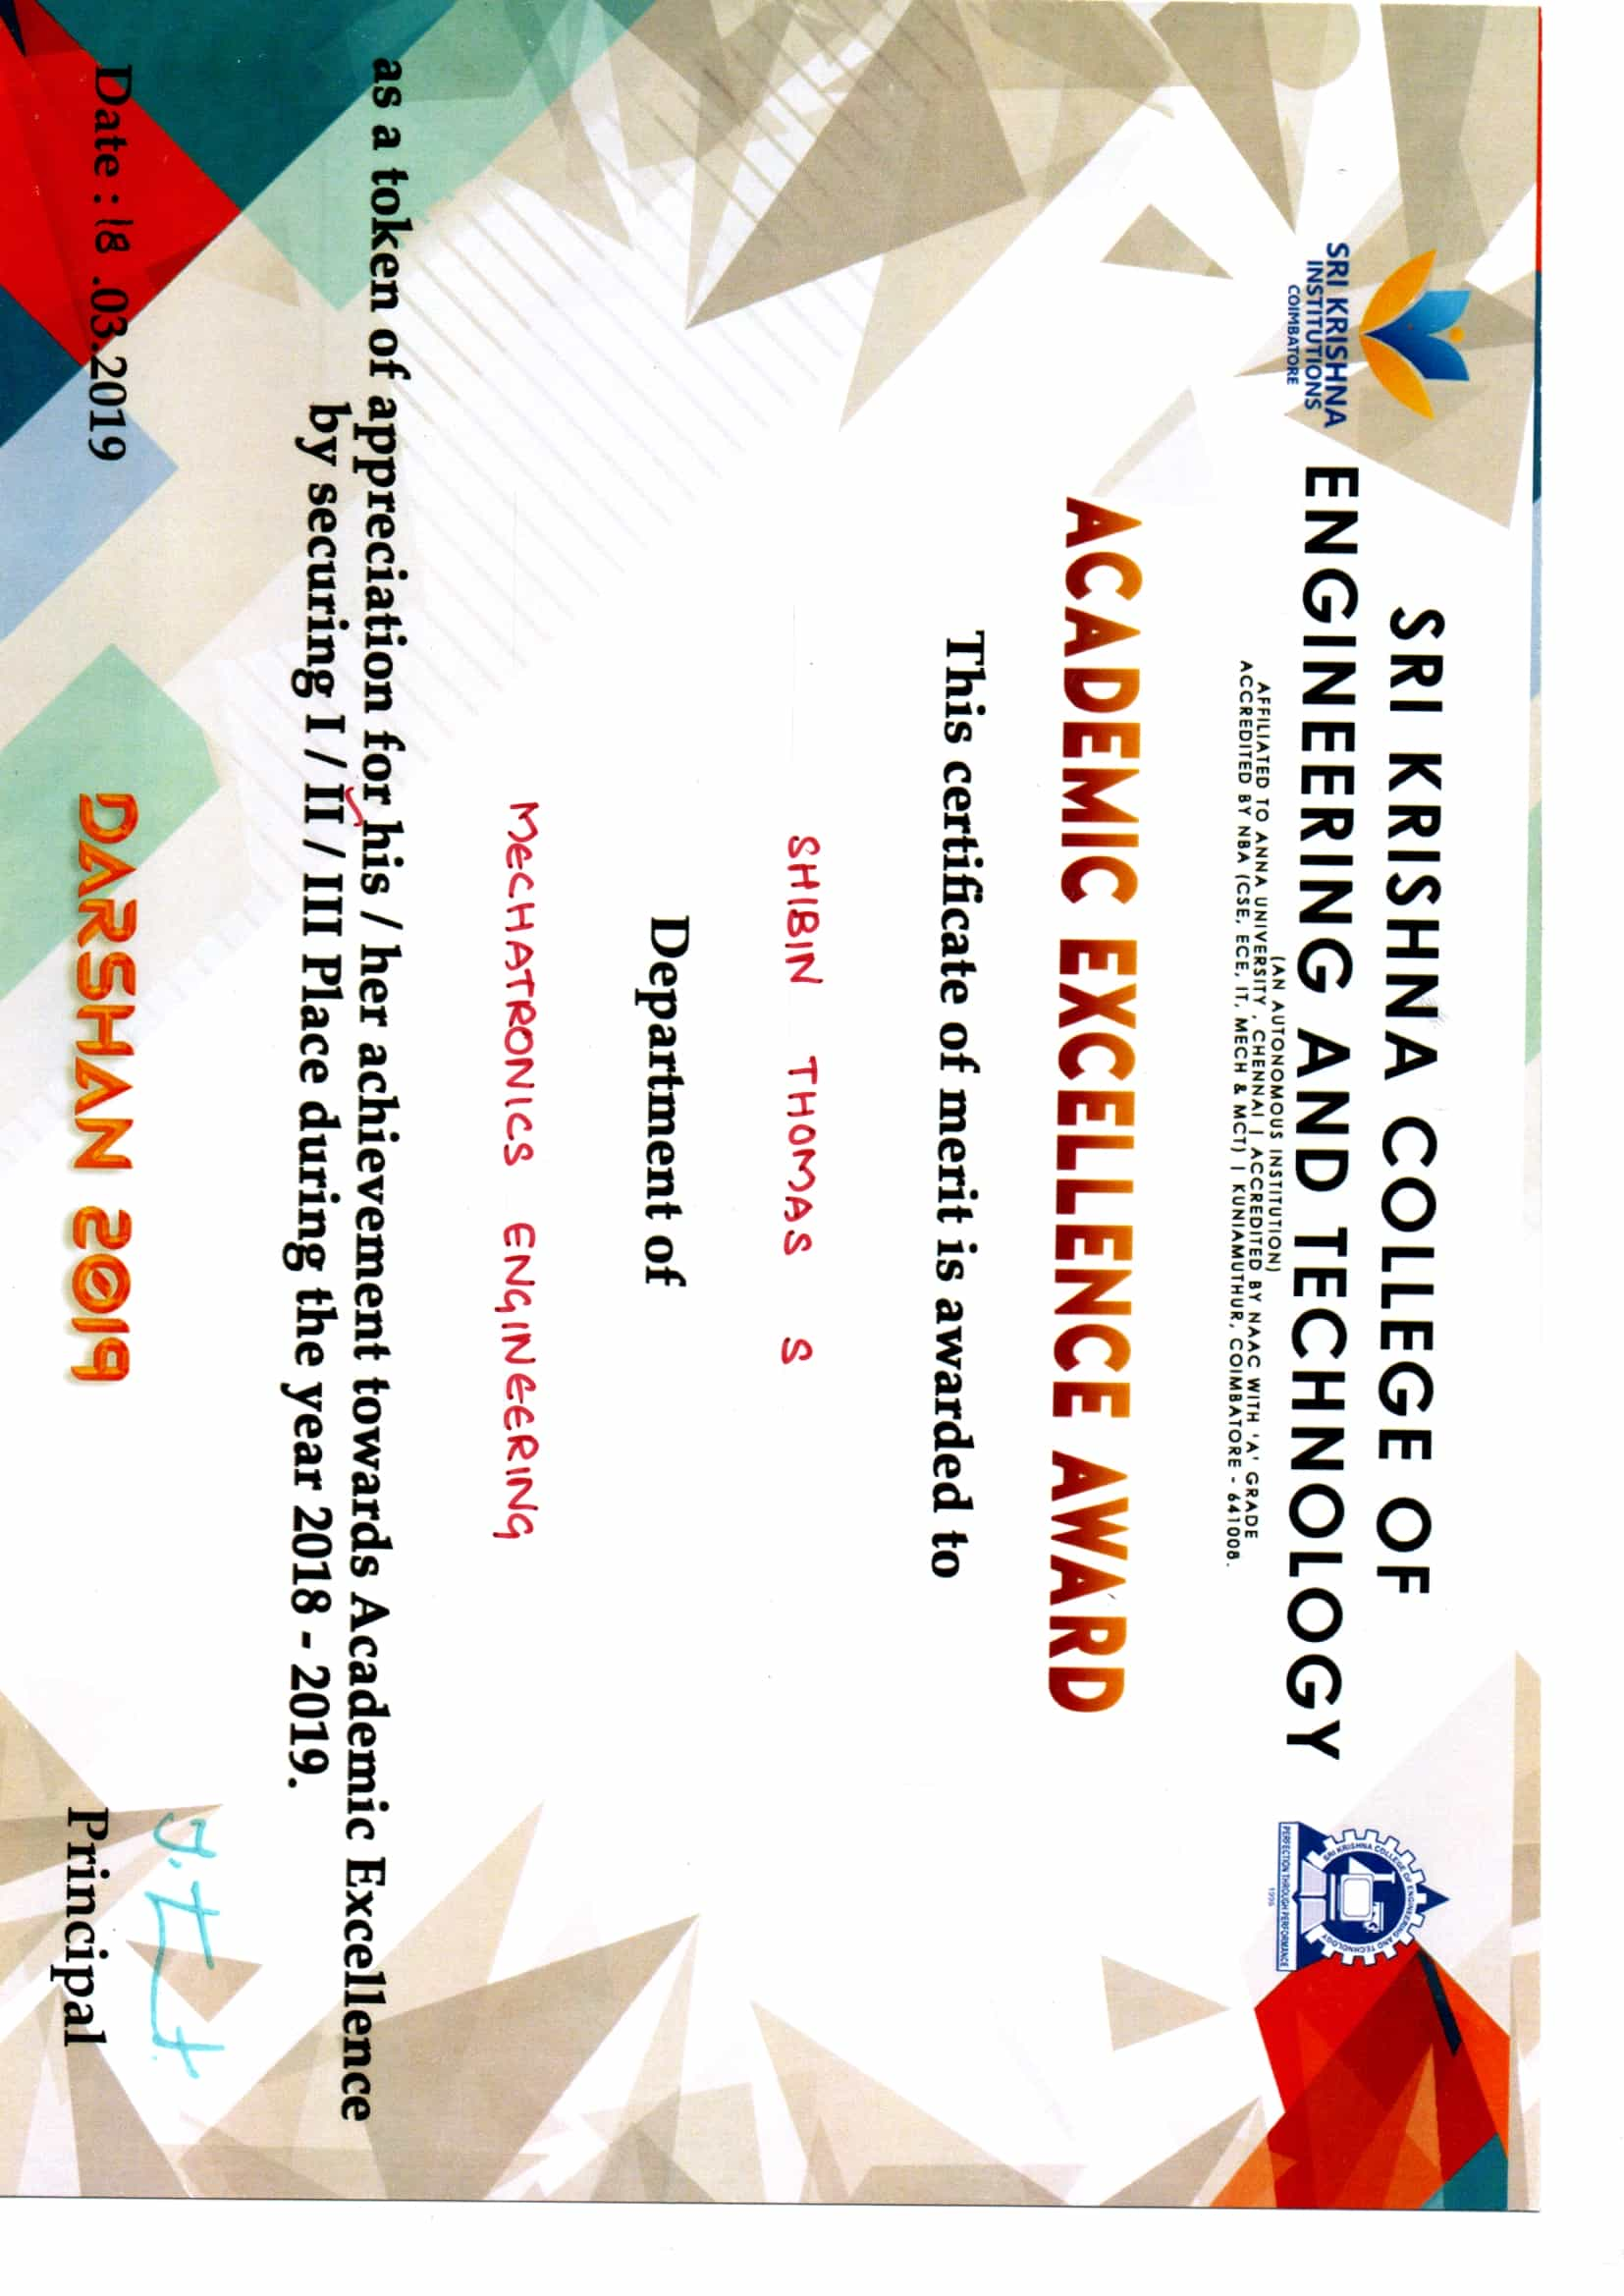 SRI KRISHNA
INSTITUTIONS
COIMBATORE
SRI KRISHNA COLLEGE OF
ENGINEERING AND TECHNOLOGY
(AN AUTONOMOUS INSTITUTION)
AFFILIATED TO ANNA UNIVERSITY , CHENNAI | ACCREDITED BY NAAC WITH 'A' GRADE
ACCREDITED BY NBA (CSE, ECE, IT, MECH & MCT) | KUNIAMUTHUR, COIMBATORE - 641008.
SRI KRISHNA COLLEGE OF ENGINEERING AND TECHNOLOGY
PERFECTION THROUGH PERFORMANCE
1998
ACADEMIC EXCELLENCE AWARD
This certificate of merit is awarded to
SHIBIN THOMAS S
Department of
MECHATRONICS ENGINEERING
as a token of appreciation for his / her achievement towards Academic Excellence
by securing I / II / III Place during the year 2018 - 2019.
Date : 18 .03.2019
DARSHAN 2019
Principal